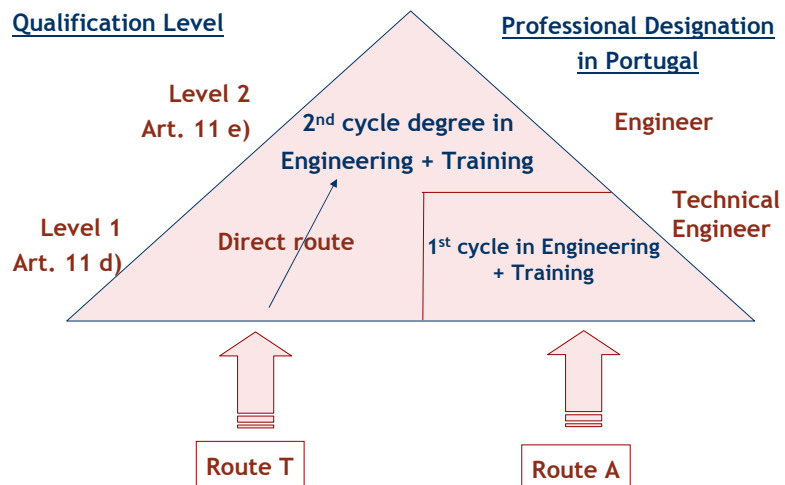 Qualification Level
Professional Designation
in Portugal
Level 2
Art. 11 e)
2nd cycle degree in
Engineering + Training
Engineer
Level 1
Art. 11 d)
Direct route
1st cycle in Engineering
+ Training
Technical
Engineer
Route T
Route A